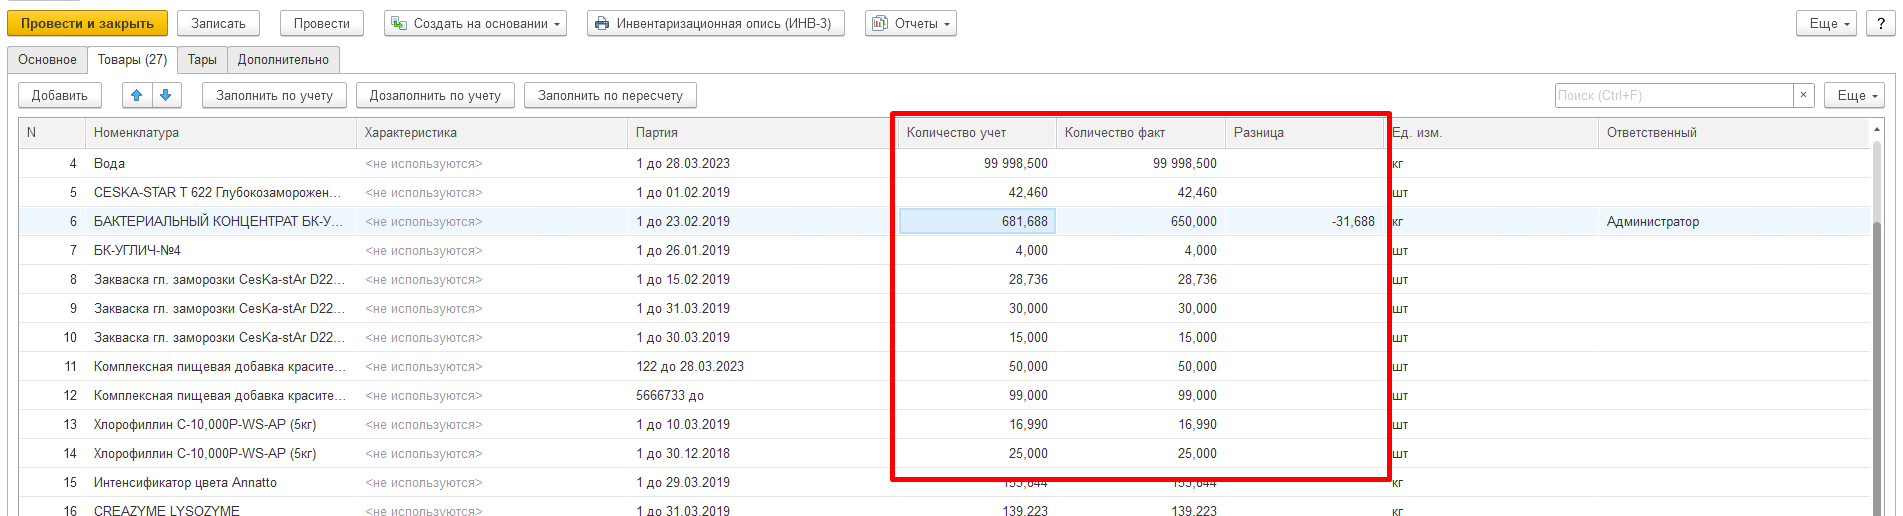 Провести и закрыть Записать Провести Создать на основании Инвентаризационная опись (ИНВ-3) Отчеты Еще ?
Основное Товары (27) Тары Дополнительно
Добавить Заполнить по учету Дозаполнить по учету Заполнить по пересчету Поиск (Ctrl+F) × Еще
N Номенклатура Характеристика Партия Количество учет Количество факт Разница Ед. изм. Ответственный
4 Вода <не используются> 1 до 28.03.2023 99 998,500 99 998,500 кг
5 CESKA-STAR T 622 Глубокозаморожен... <не используются> 1 до 01.02.2019 42,460 42,460 шт
6 БАКТЕРИАЛЬНЫЙ КОНЦЕНТРАТ БК-У... <не используются> 1 до 23.02.2019 681,688 650,000 -31,688 кг Администратор
7 БК-УГЛИЧ-№4 <не используются> 1 до 26.01.2019 4,000 4,000 шт
8 Закваска гл. заморозки CesKa-stAr D22... <не используются> 1 до 15.02.2019 28,736 28,736 шт
9 Закваска гл. заморозки CesKa-stAr D22... <не используются> 1 до 31.03.2019 30,000 30,000 шт
10 Закваска гл. заморозки CesKa-stAr D22... <не используются> 1 до 30.03.2019 15,000 15,000 шт
11 Комплексная пищевая добавка красите... <не используются> 122 до 28.03.2023 50,000 50,000 шт
12 Комплексная пищевая добавка красите... <не используются> 5666733 до 99,000 99,000 шт
13 Хлорофиллин С-10,000P-WS-AP (5кг) <не используются> 1 до 10.03.2019 16,990 16,990 шт
14 Хлорофиллин С-10,000P-WS-AP (5кг) <не используются> 1 до 30.12.2018 25,000 25,000 шт
15 Интенсификатор цвета Annatto <не используются> 1 до 29.03.2019 153,644 153,644 кг
16 CREAZYME LYSOZYME <не используются> 1 до 31.03.2019 139,223 139,223 кг